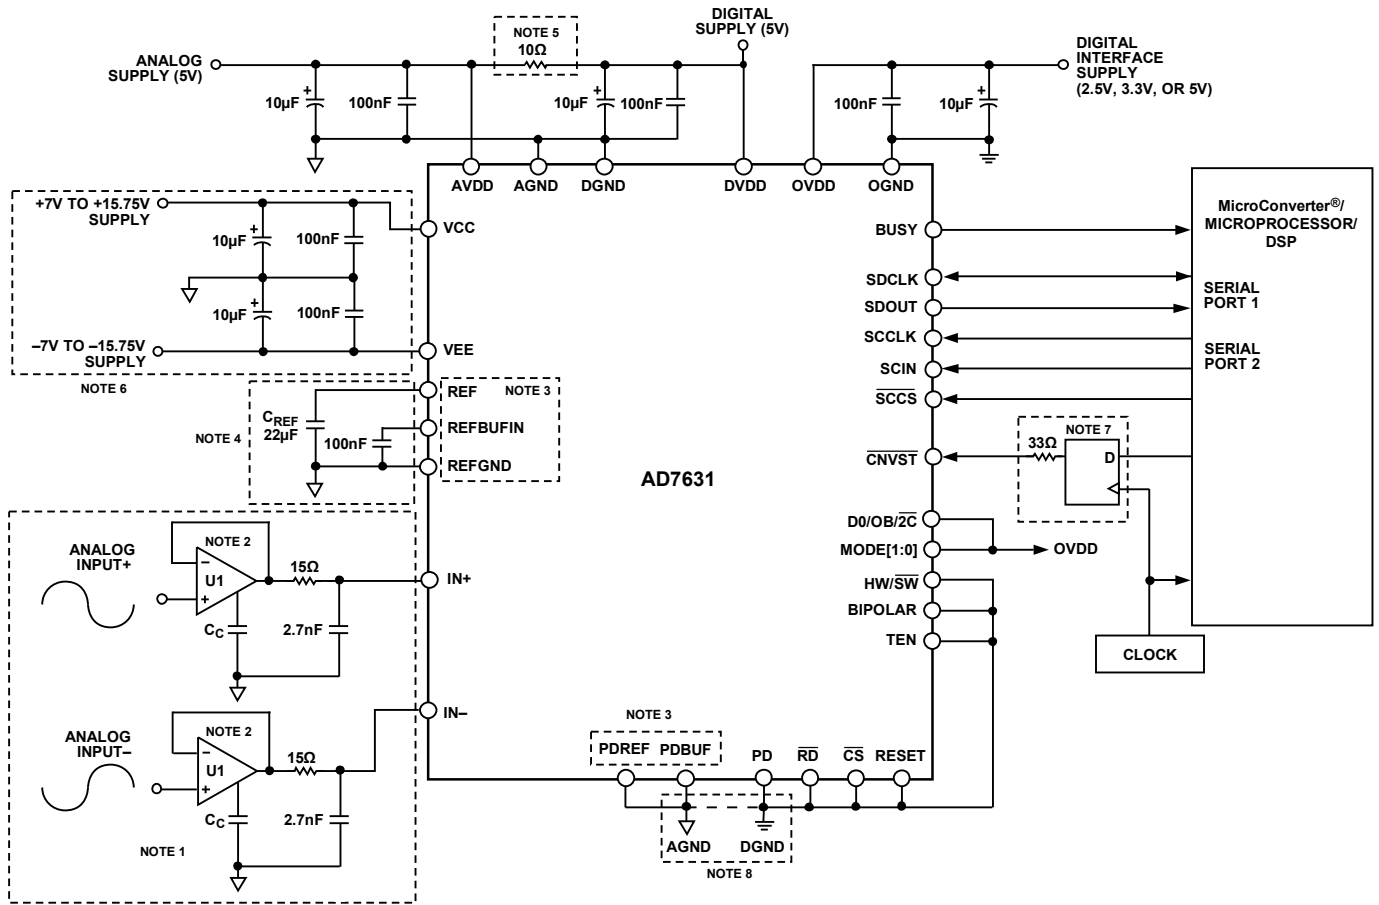 DIGITAL
SUPPLY (5V)
NOTE 5
10Ω
ANALOG
SUPPLY (5V)
DIGITAL
INTERFACE
SUPPLY
(2.5V, 3.3V, OR 5V)
+
10µF
100nF
+
10µF
100nF
100nF
+
10µF
AVDD
AGND
DGND
DVDD
OVDD
OGND
+7V TO +15.75V
SUPPLY
+
10µF
100nF
+
10µF
100nF
–7V TO –15.75V
SUPPLY
NOTE 6
VCC
VEE
REF
NOTE 3
REFBUFIN
REFGND
CREF
22µF
100nF
NOTE 4
AD7631
BUSY
SDCLK
SDOUT
SCCLK
SCIN
SCCS
CNVST
D0/OB/2C
MODE[1:0]
HW/SW
BIPOLAR
TEN
OVDD
MicroConverter®/
MICROPROCESSOR/
DSP
SERIAL
PORT 1
SERIAL
PORT 2
NOTE 7
33Ω
D
CLOCK
ANALOG
INPUT+
NOTE 2
–
U1
+
15Ω
CC
2.7nF
IN+
ANALOG
INPUT–
NOTE 2
–
U1
+
15Ω
CC
2.7nF
IN–
NOTE 1
NOTE 3
PDREF
PDBUF
PD
RD
CS
RESET
AGND
DGND
NOTE 8